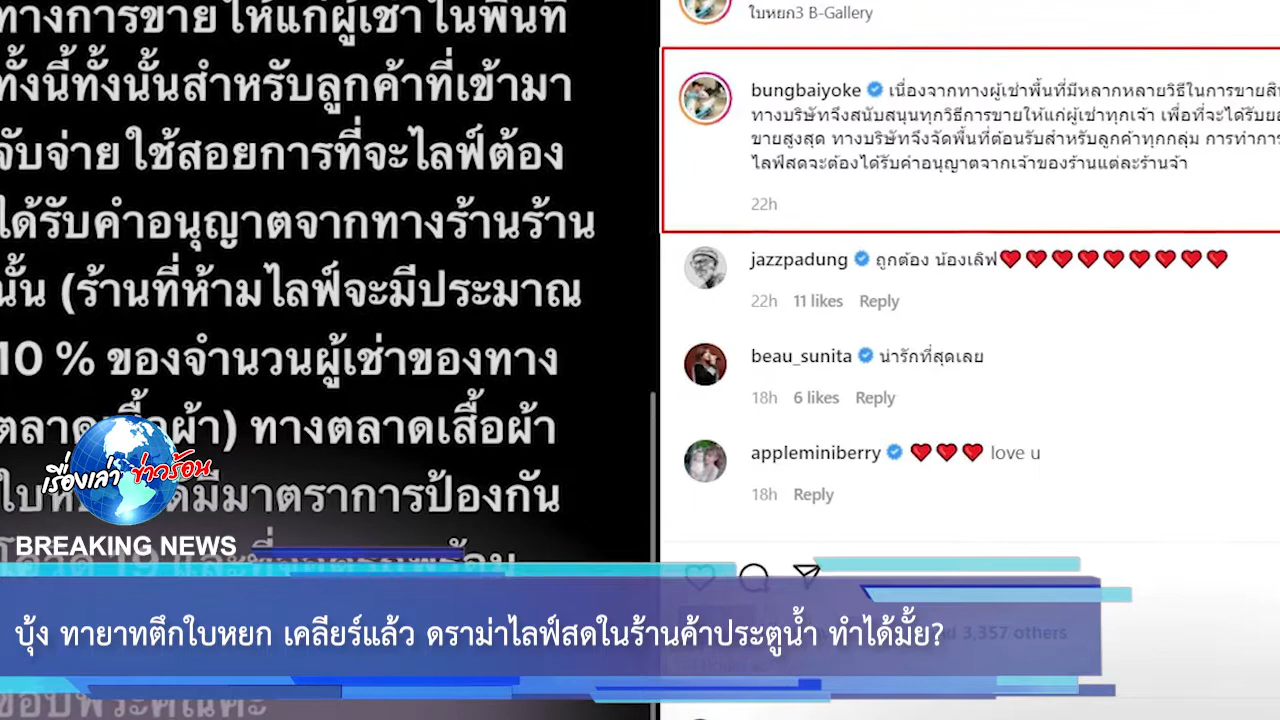 ทางการขายให้แก่ผู้เช่าในพื้นที่
ทั้งนี้ทั้งนั้นสำหรับลูกค้าที่เข้ามา
จับจ่ายใช้สอยการที่จะไลฟ์ต้อง
ได้รับคำอนุญาตจากทางร้านร้าน
นั้น (ร้านที่ห้ามไลฟ์จะมีประมาณ
10 % ของจำนวนผู้เช่าของทาง
ตลาดเสื้อผ้า) ทางตลาดเสื้อผ้า
มีมาตราการป้องกัน
ใบหยก3 B-Gallery
bungbaiyoke เนื่องจากทางผู้เช่าพื้นที่มีหลากหลายวิธีในการขาย
ทางบริษัทจึงสนับสนุนทุกวิธีการขายให้แก่ผู้เช่าทุกเจ้า เพื่อที่จะได้รับ
ขายสูงสุด ทางบริษัทจึงจัดพื้นที่ต้อนรับสำหรับลูกค้าทุกกลุ่ม การทำการ
ไลฟ์สดจะต้องได้รับคำอนุญาตจากเจ้าของร้านแต่ละร้านจ้า
22h
jazzpadung ถูกต้อง น้องเลิฟ❤❤❤❤❤❤❤❤❤
22h 11 likes Reply
beau_sunita น่ารักที่สุดเลย
18h 6 likes Reply
appleminiberry ❤❤❤ love u
18h Reply
3,357 others
เรื่องเล่า ข่าวร้อน
BREAKING NEWS
บุ้ง ทายาทตึกใบหยก เคลียร์แล้ว ดราม่าไลฟ์สดในร้านค้าประตูน้ำ ทำได้มั้ย?